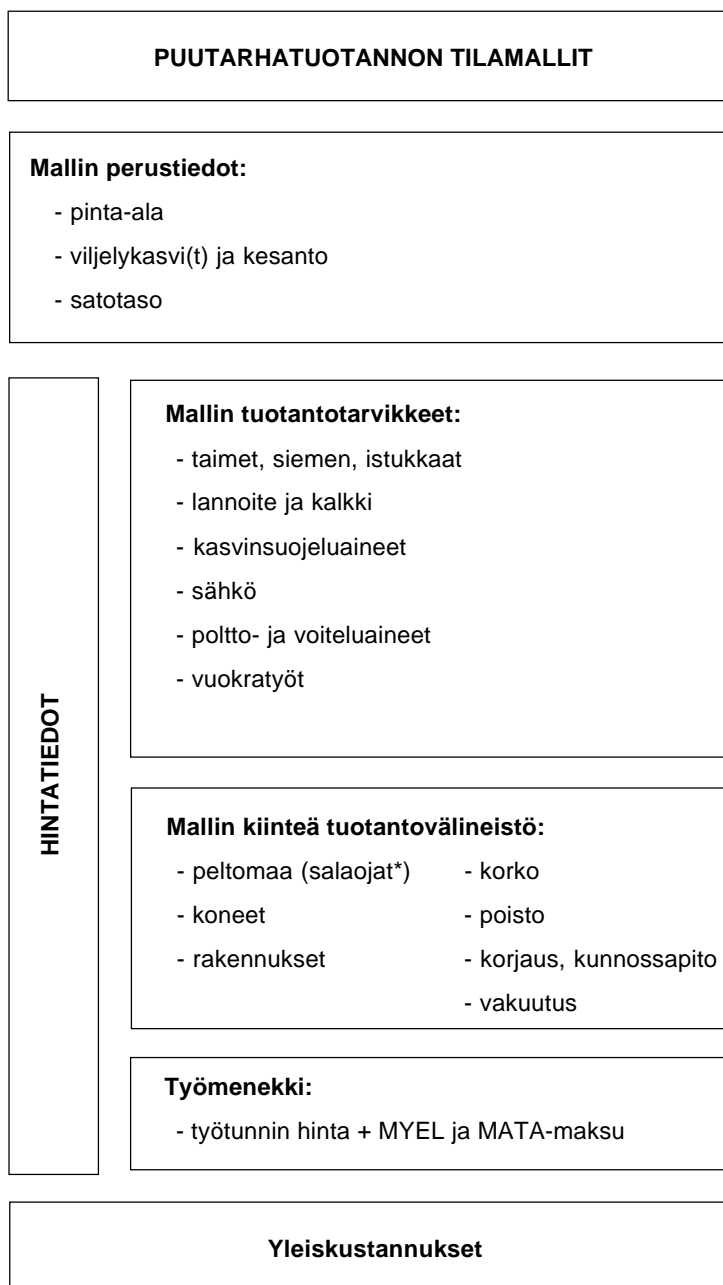 PUUTARHATUOTANNON TILAMALLIT
Mallin perustiedot:
- pinta-ala
- viljelykasvi(t) ja kesanto
- satotaso
HINTATIEDOT
Mallin tuotantotarvikkeet:
- taimet, siemen, istukkaat
- lannoite ja kalkki
- kasvinsuojeluaineet
- sähkö
- poltto- ja voiteluaineet
- vuokratyöt
Mallin kiinteä tuotantovälineistö:
- peltomaa (salaojat*) - korko
- koneet - poisto
- rakennukset - korjaus, kunnossapito
- vakuutus
Työmenekki:
- työtunnin hinta + MYEL ja MATA-maksu
Yleiskustannukset